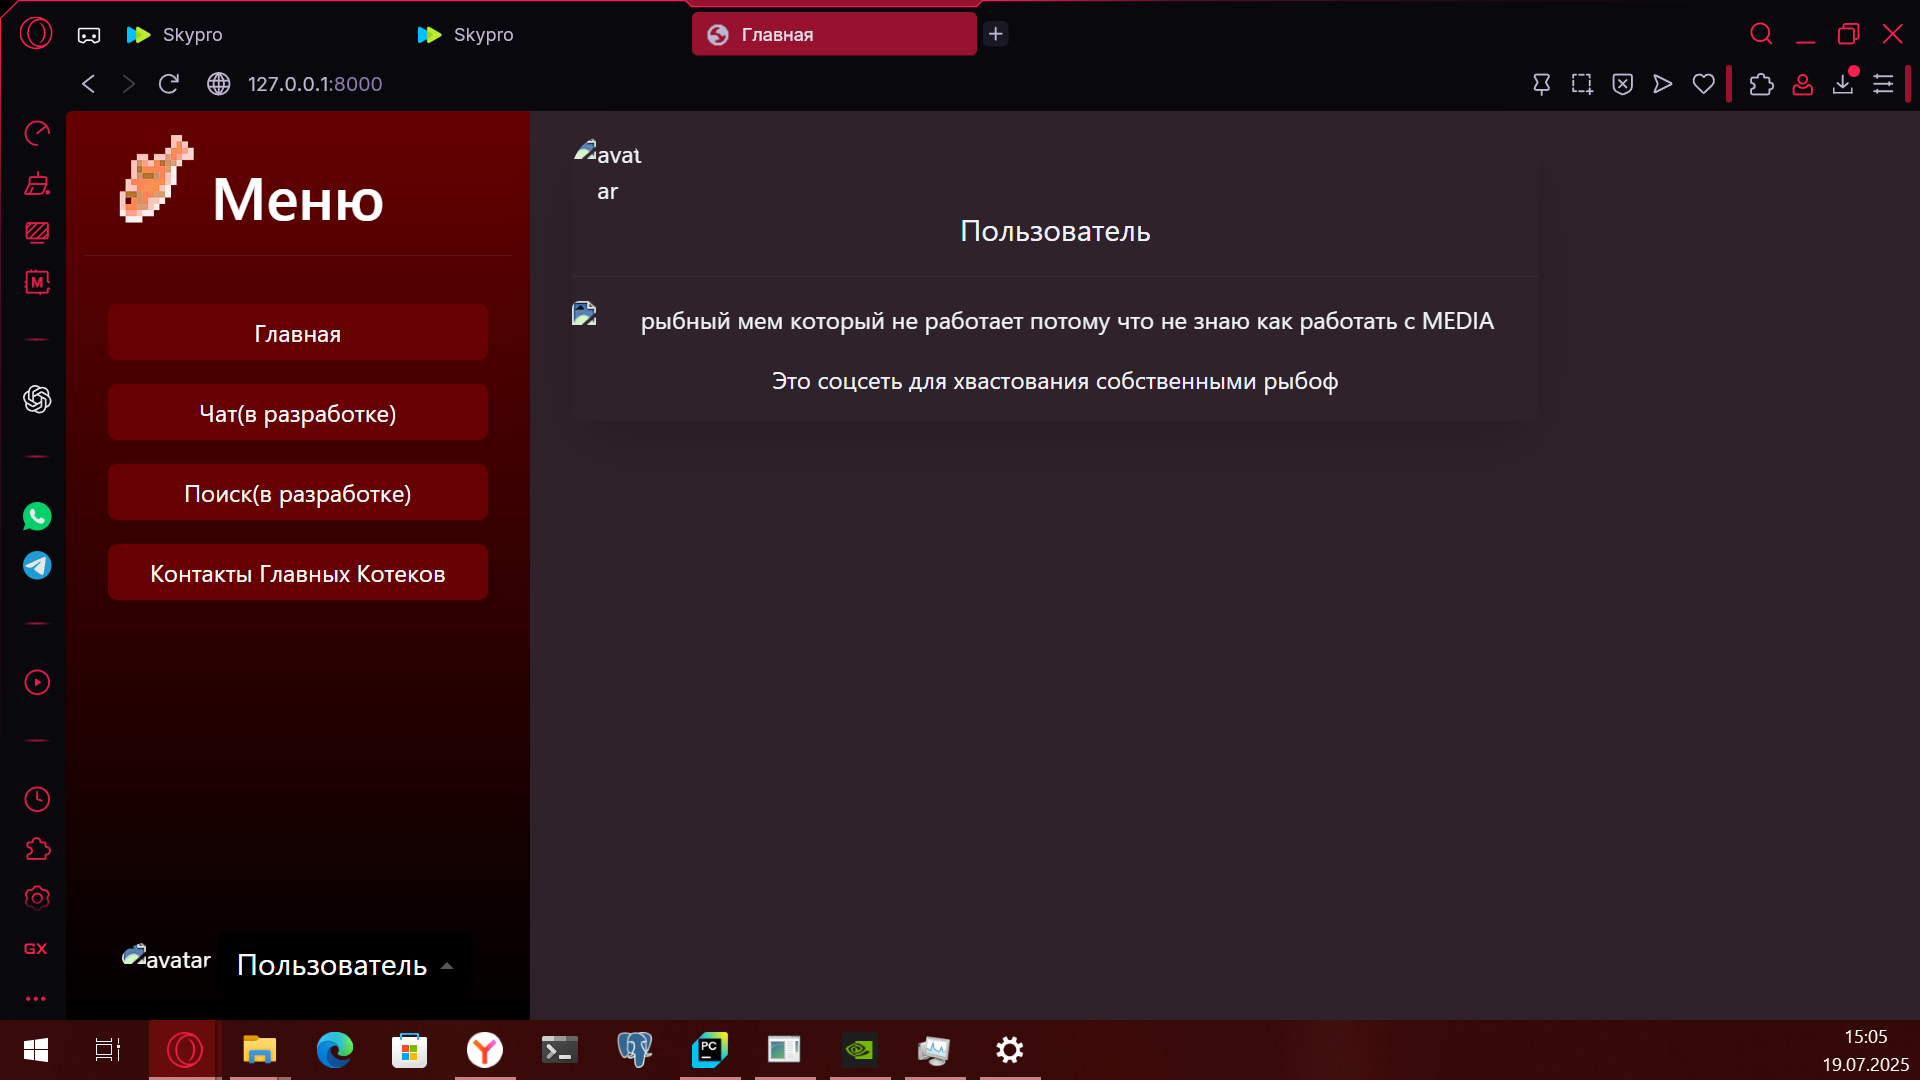 Skypro
Skypro
Главная
127.0.0.1:8000
Меню
Главная
Чат(в разработке)
Поиск(в разработке)
Контакты Главных Котеков
avatar
Пользователь
avat
ar
Пользователь
рыбный мем который не работает потому что не знаю как работать с MEDIA
Это соцсеть для хвастования собственными рыбоф
M
GX
PC
15:05
19.07.2025